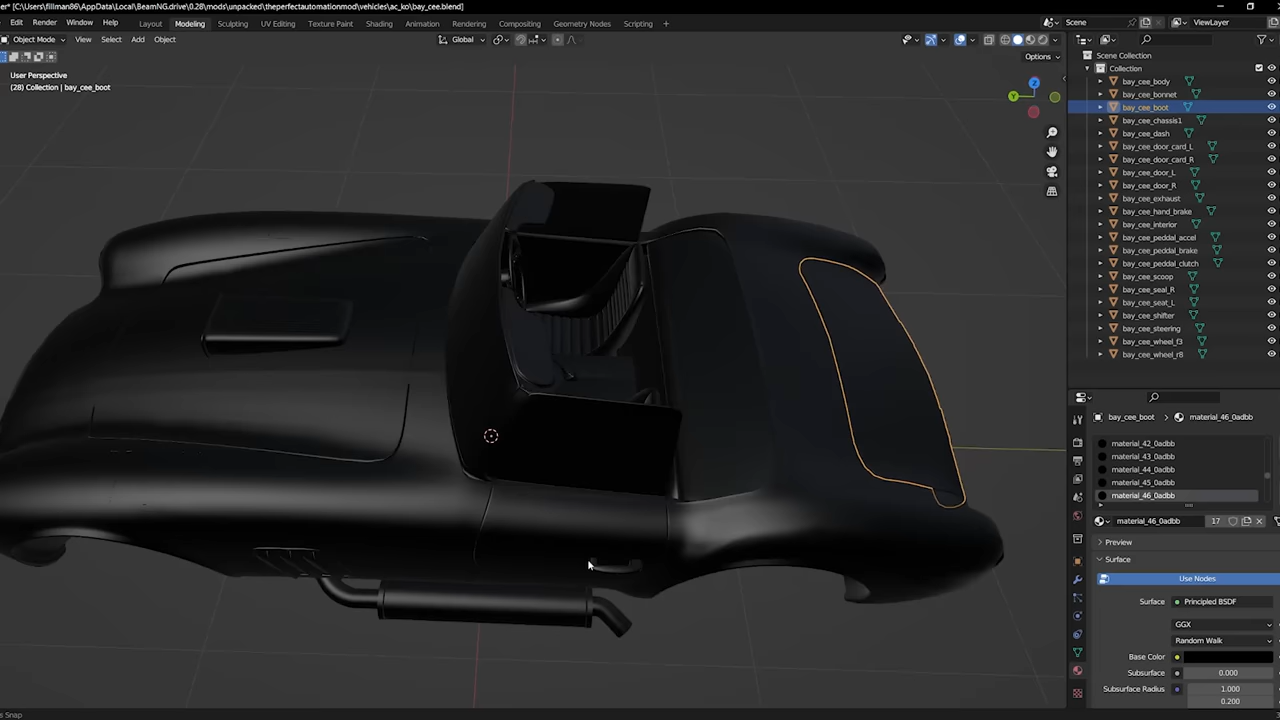 er* [C:\Users\fillman86\AppData\Local\BeamNG.drive\0.28\mods\unpacked\theperfectautomationmod\vehicles\ac_ko\bay_cee.blend]
Edit Render Window Help Layout Modeling Sculpting UV Editing Texture Paint Shading Animation Rendering Compositing Geometry Nodes Scripting + Scene ViewLayer
Object Mode View Select Add Object Global
Options
User Perspective
(28) Collection | bay_cee_boot
Z
Y
Scene Collection
Collection
bay_cee_body
bay_cee_bonnet
bay_cee_boot
bay_cee_chassis1
bay_cee_dash
bay_cee_door_card_L
bay_cee_door_card_R
bay_cee_door_L
bay_cee_door_R
bay_cee_exhaust
bay_cee_hand_brake
bay_cee_interior
bay_cee_peddal_accel
bay_cee_peddal_brake
bay_cee_peddal_clutch
bay_cee_scoop
bay_cee_seal_R
bay_cee_seat_L
bay_cee_shifter
bay_cee_steering
bay_cee_wheel_f3
bay_cee_wheel_r8
bay_cee_boot > material_46_0adbb
material_42_0adbb
material_43_0adbb
material_44_0adbb
material_45_0adbb
material_46_0adbb
material_46_0adbb 17
Preview
Surface
Use Nodes
Surface Principled BSDF
GGX
Random Walk
Base Color
Subsurface 0.000
Subsurface Radius 1.000
0.200
s Snap